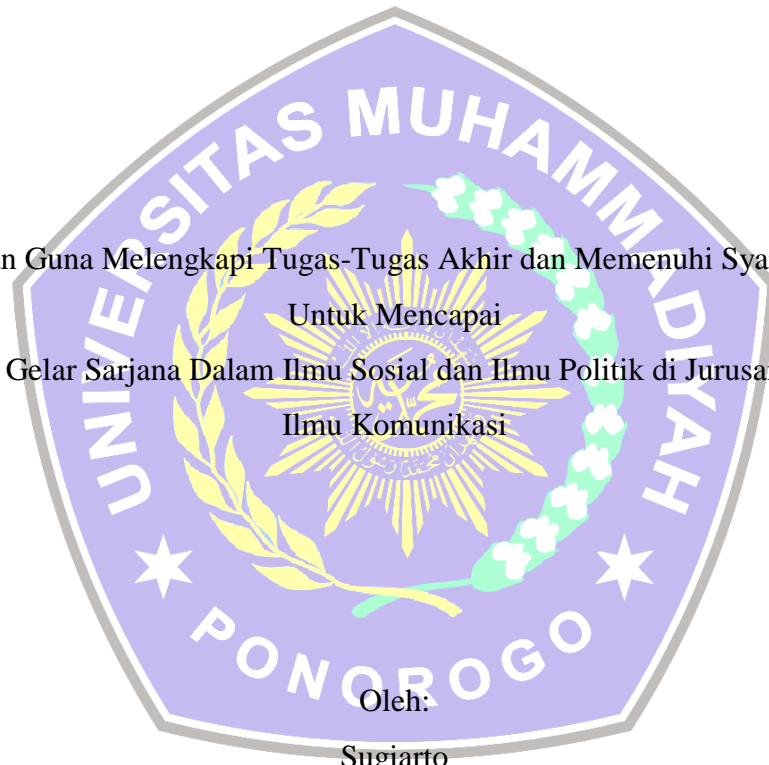 UNIVERSITAS MUHAMMADIYAH
n Guna Melengkapi Tugas-Tugas Akhir dan Memenuhi Sya
Untuk Mencapai
Gelar Sarjana Dalam Ilmu Sosial dan Ilmu Politik di Jurusa
Ilmu Komunikasi
PONOROGO
Oleh:
Sugiarto